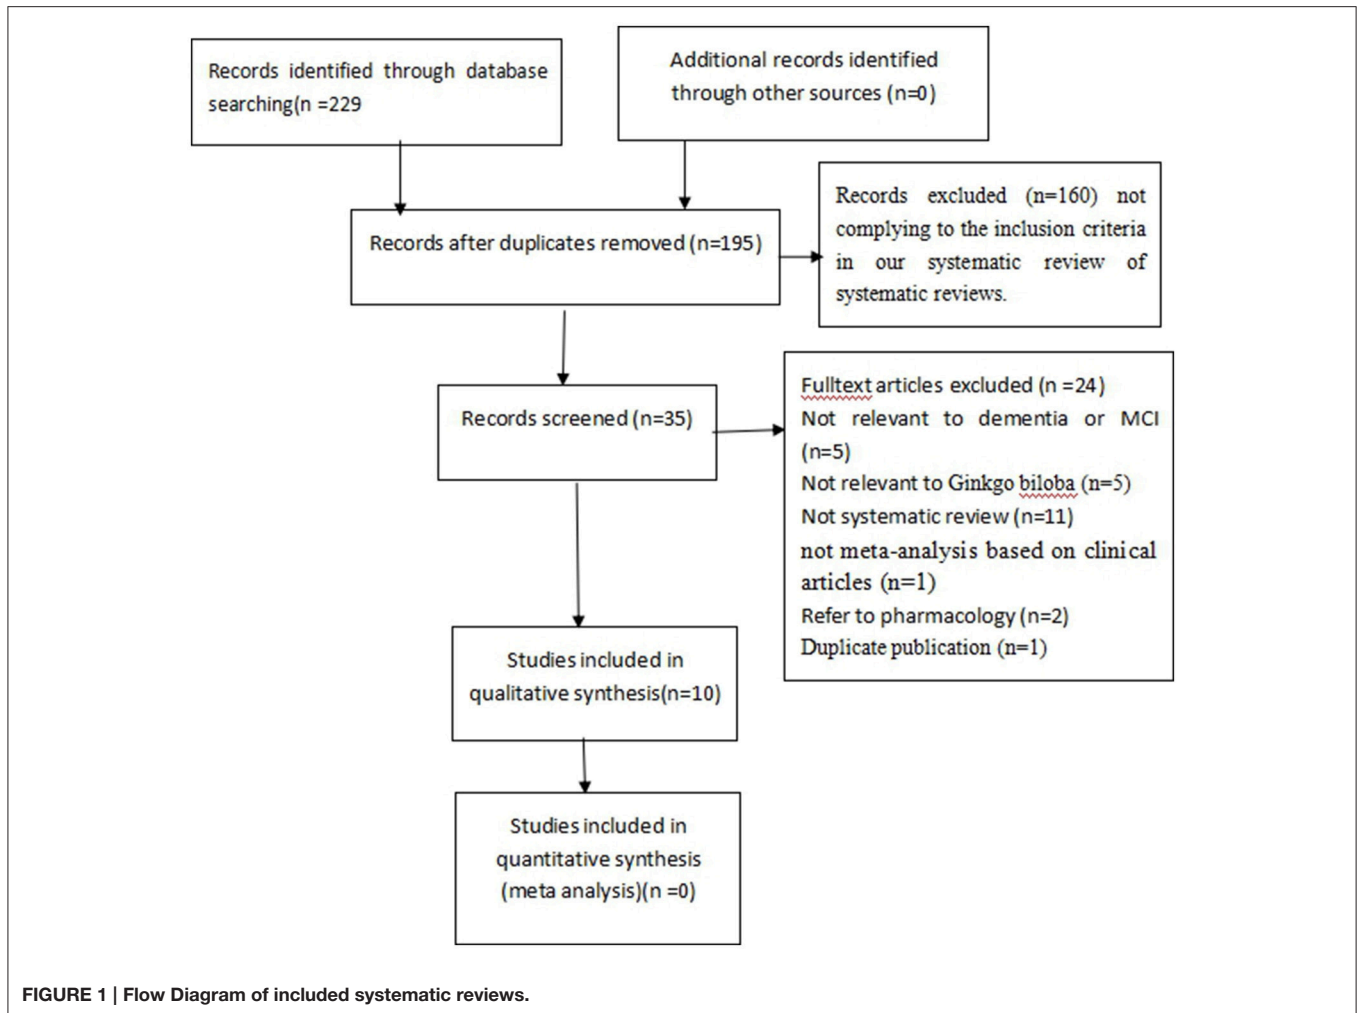 Records identified through database
searching(n =229
Additional records identified
through other sources (n=0)
Records after duplicates removed (n=195)
Records excluded (n=160) not
complying to the inclusion criteria
in our systematic review of
systematic reviews.
Records screened (n=35)
Fulltext articles excluded (n =24)
Not relevant to dementia or MCI
(n=5)
Not relevant to Ginkgo biloba (n=5)
Not systematic review (n=11)
not meta-analysis based on clinical
articles (n=1)
Refer to pharmacology (n=2)
Duplicate publication (n=1)
Studies included in
qualitative synthesis(n=10)
Studies included in
quantitative synthesis
(meta analysis)(n =0)
FIGURE 1 | Flow Diagram of included systematic reviews.